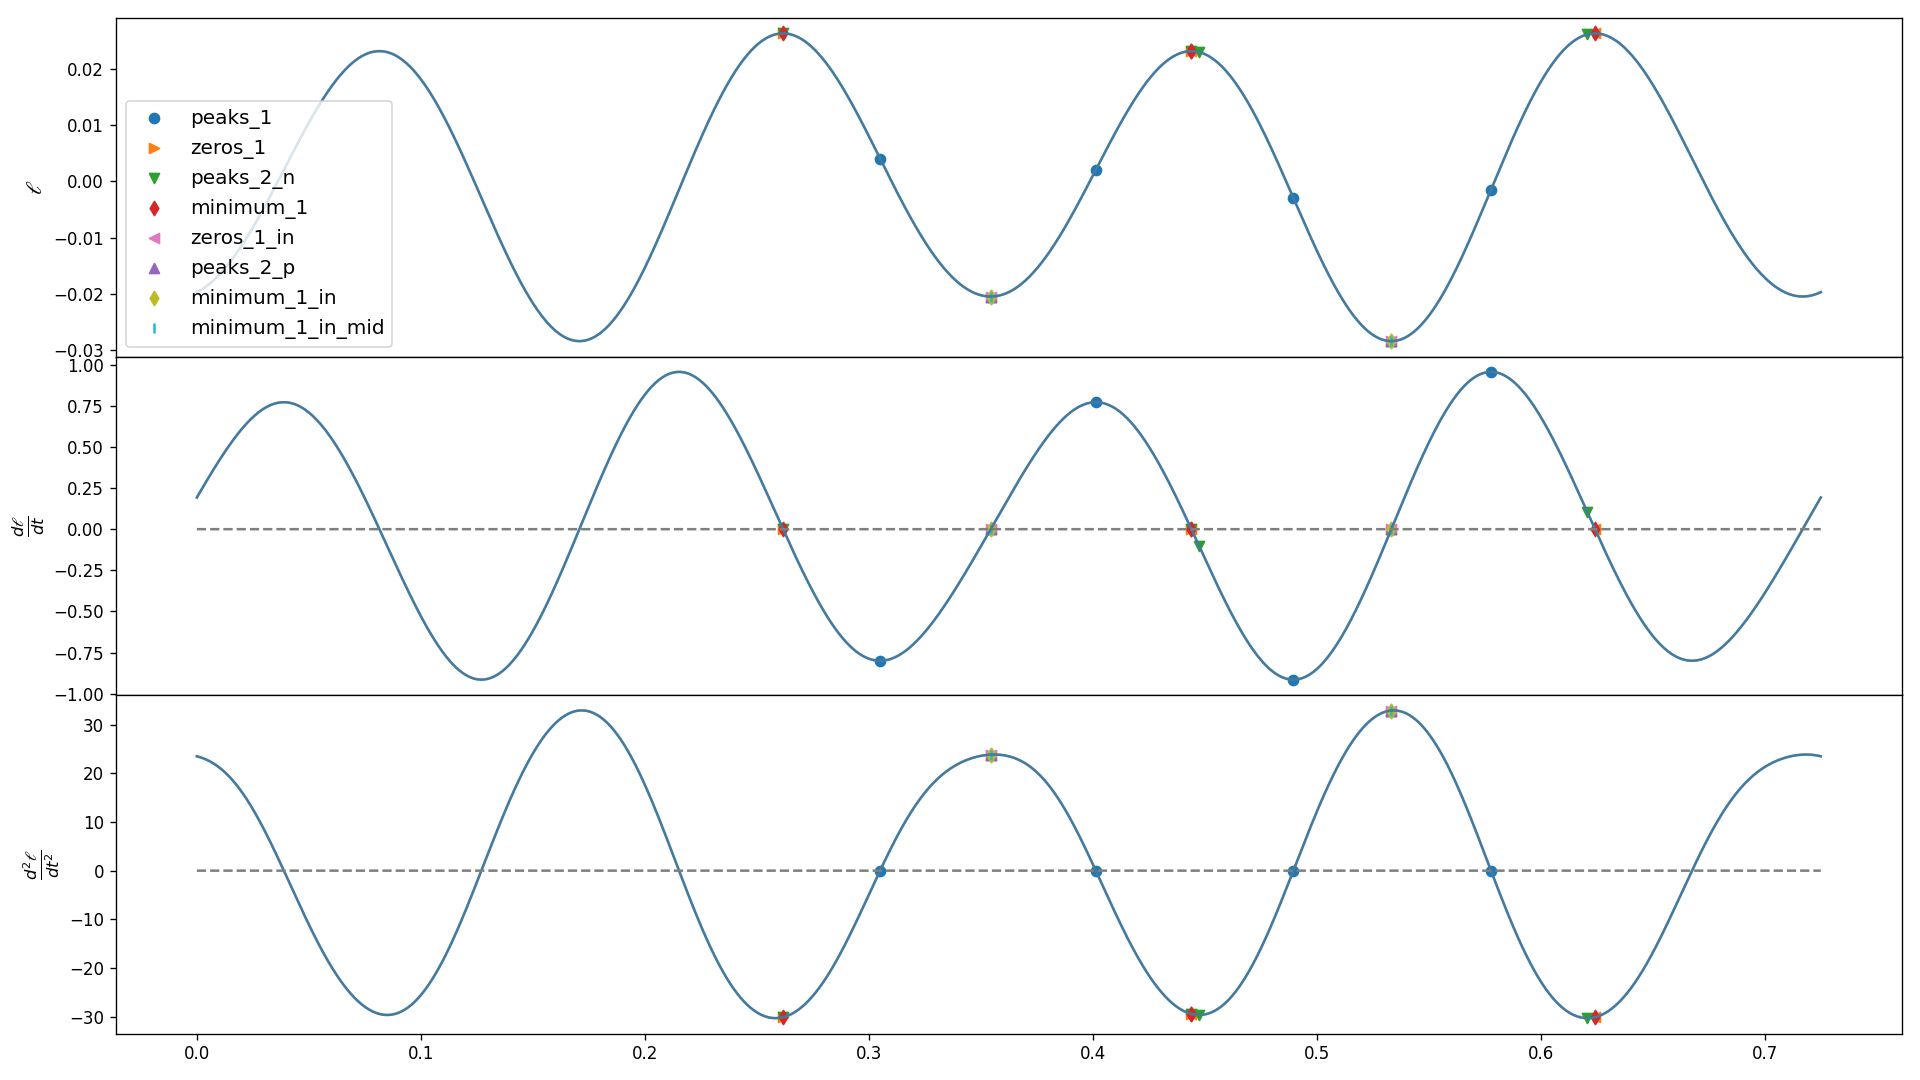 0.02
0.01
0.00
−0.01
−0.02
−0.03
ℓ
peaks_1
zeros_1
peaks_2_n
minimum_1
zeros_1_in
peaks_2_p
minimum_1_in
minimum_1_in_mid
1.00
0.75
0.50
0.25
0.00
−0.25
−0.50
−0.75
−1.00
dℓ
dt
30
20
10
0
−10
−20
−30
d²ℓ
dt²
0.0 0.1 0.2 0.3 0.4 0.5 0.6 0.7